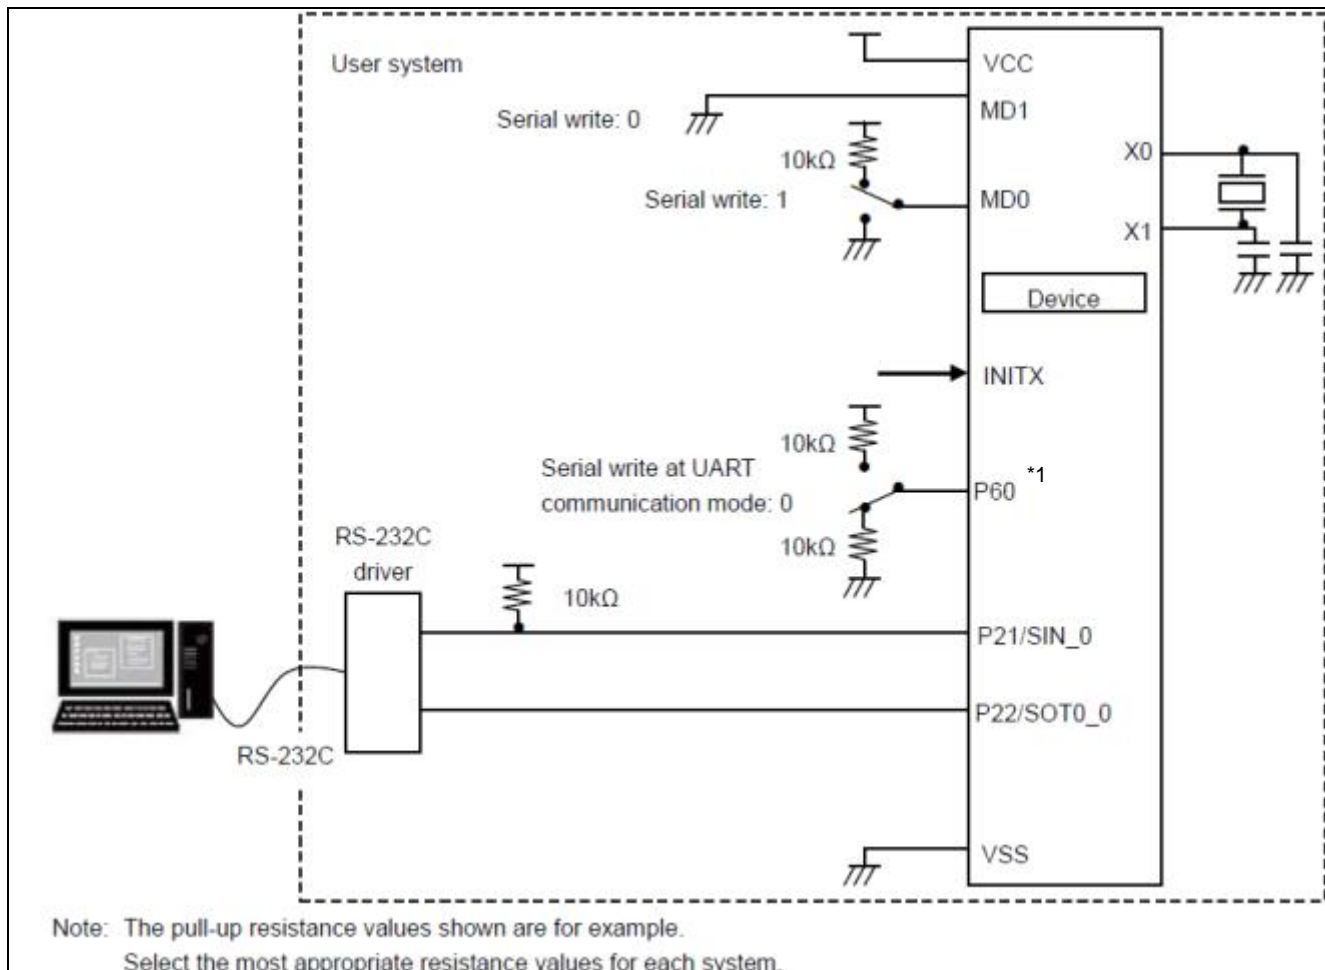 User system
VCC
MD1
Serial write: 0
10kΩ
X0
Serial write: 1
MD0
X1
Device
INITX
10kΩ
Serial write at UART
communication mode: 0
P60 *1
10kΩ
RS-232C
driver
10kΩ
P21/SIN_0
P22/SOT0_0
RS-232C
VSS
Note: The pull-up resistance values shown are for example.
Select the most appropriate resistance values for each system.